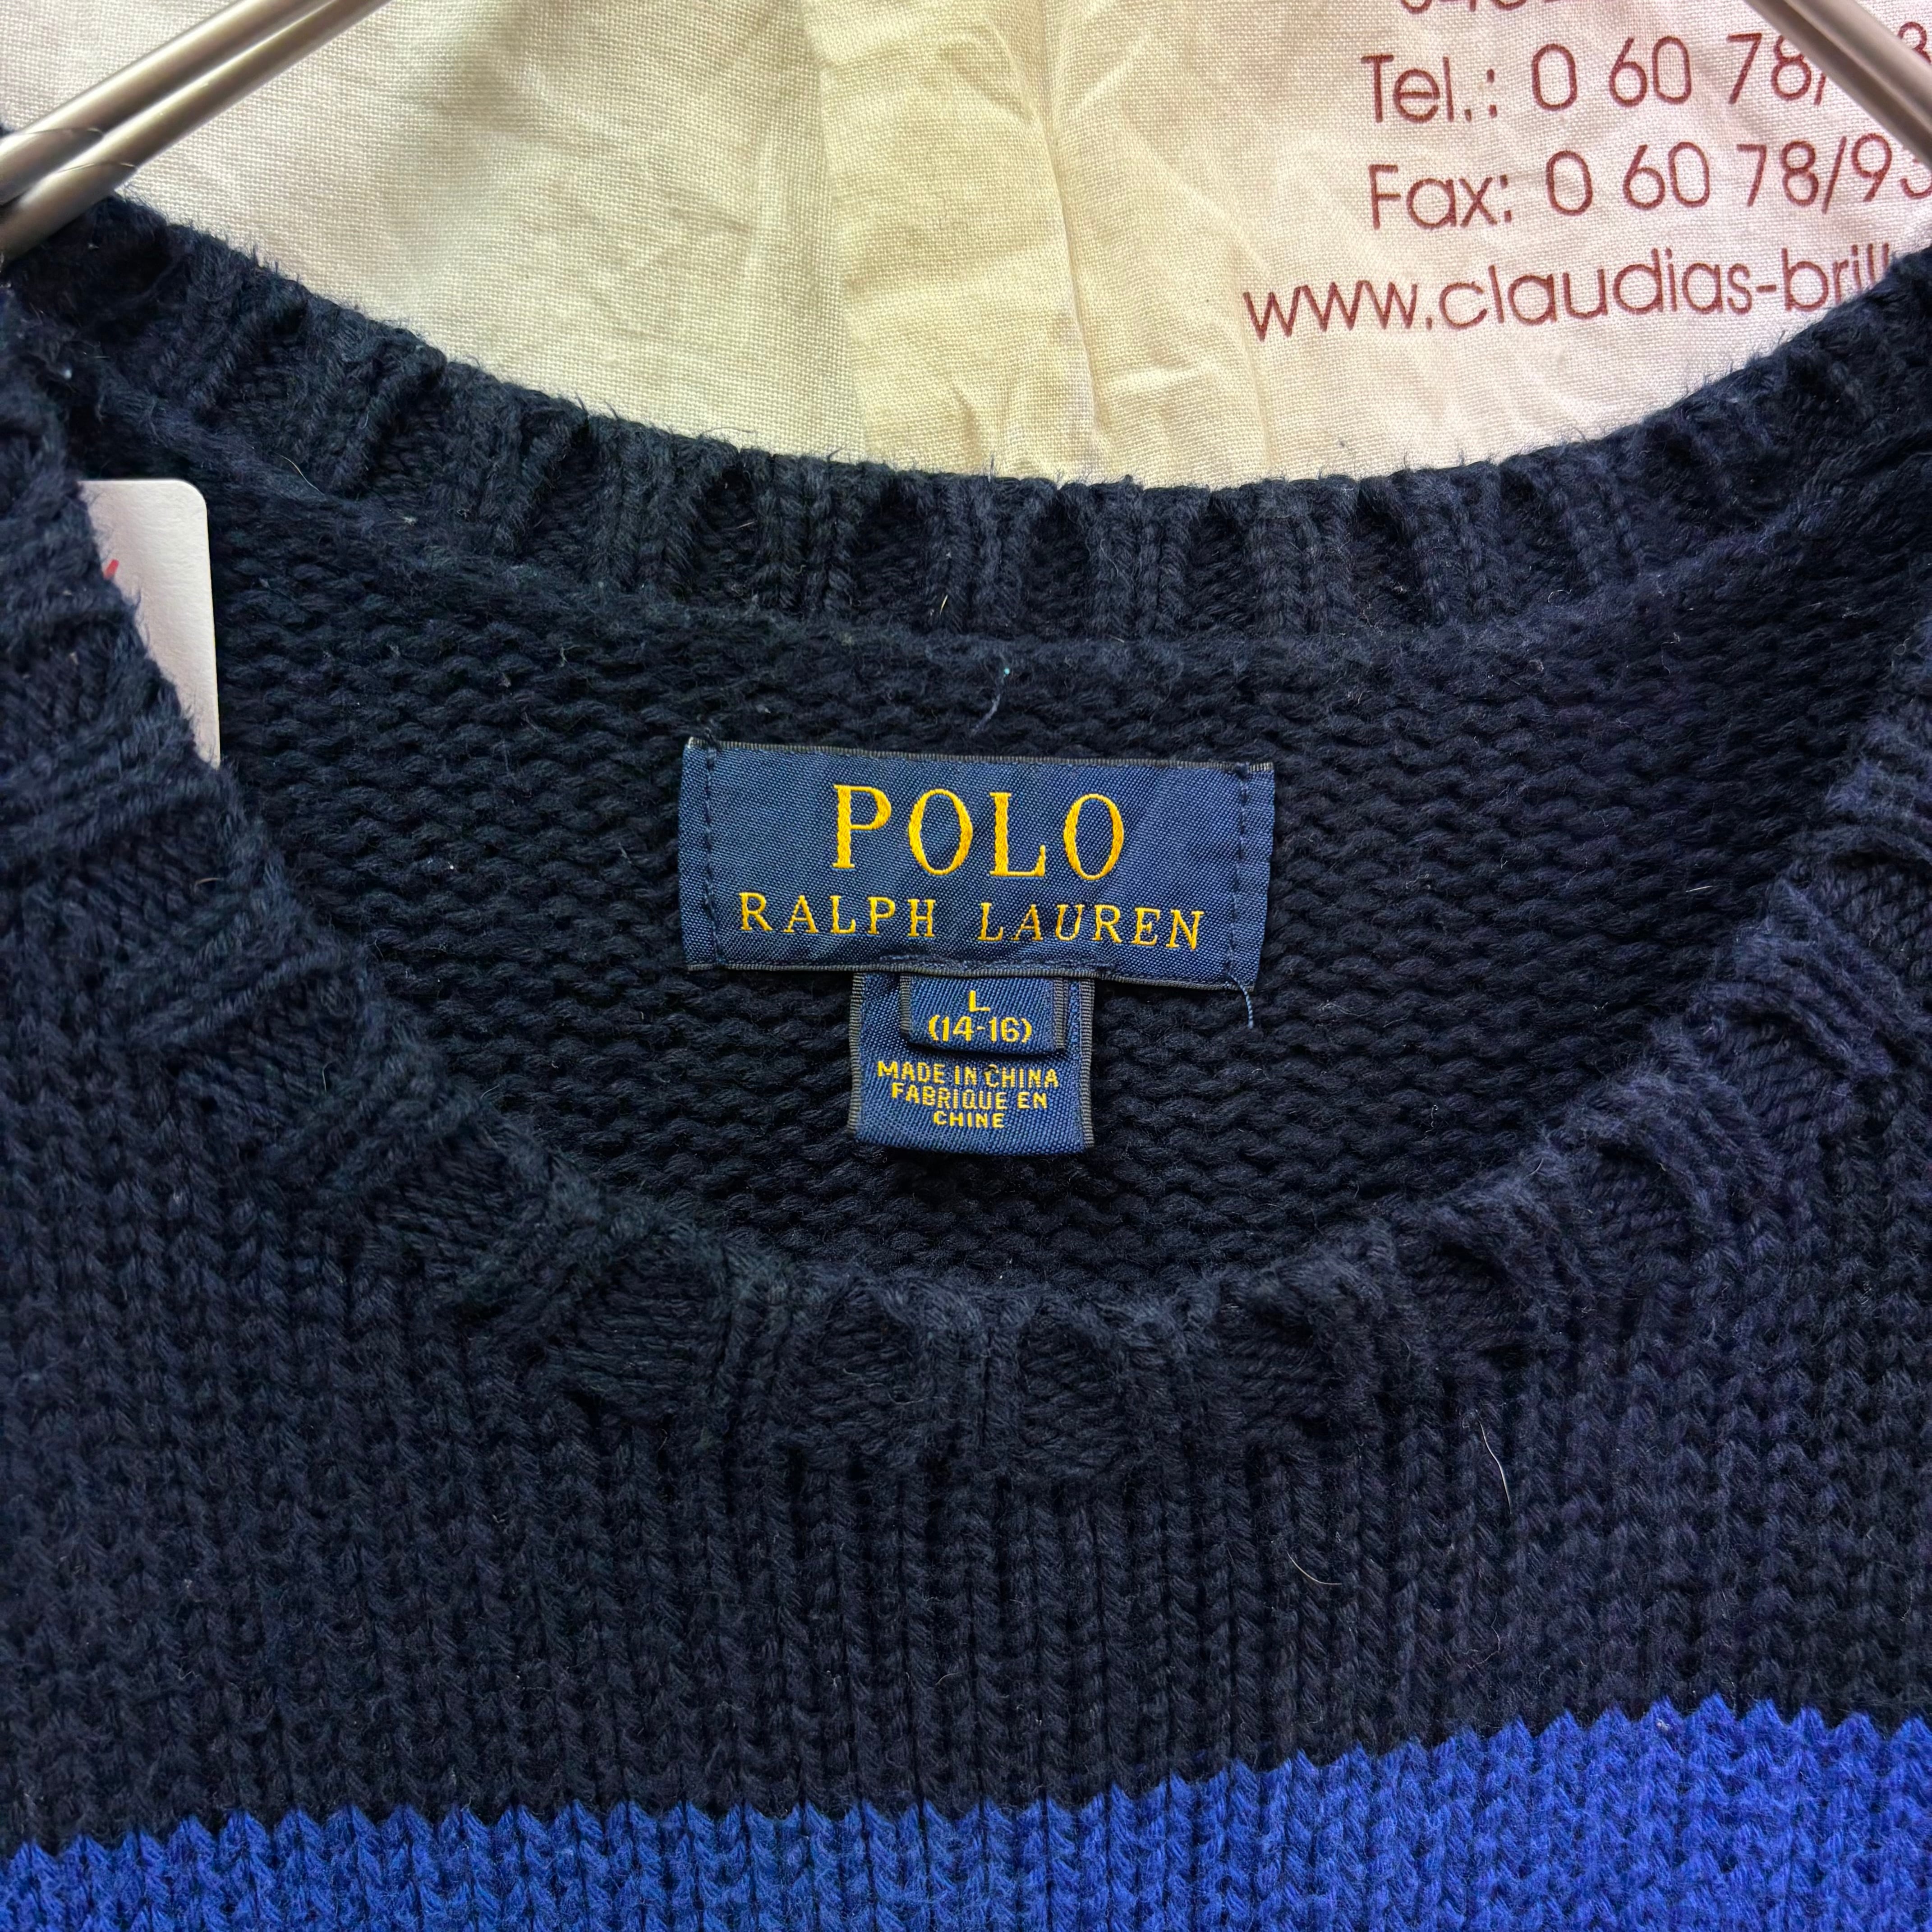 Tel.: 0 60 78/
Fax: 0 60 78/93
www.claudias-brill
POLO
RALPH LAUREN
L
(14-16)
MADE IN CHINA
FABRIQUE EN
CHINE